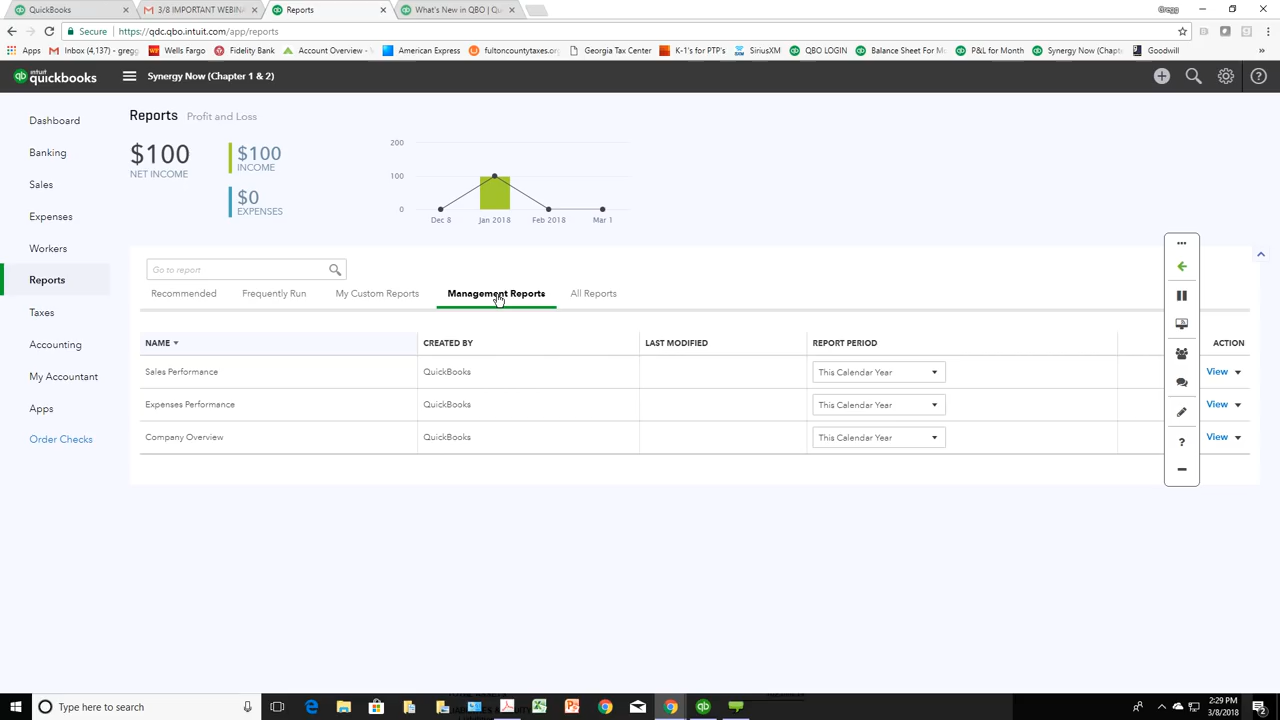 QuickBooks
3/8 IMPORTANT WEBINA
Reports
What's New in QBO | Qu
Gregg
Secure
https://qdc.qbo.intuit.com/app/reports
Apps
Inbox (4,137) - gregg
Wells Fargo
Fidelity Bank
Account Overview -
American Express
fultoncountytaxes.or
Georgia Tax Center
K-1's for PTP's
SiriusXM
QBO LOGIN
Balance Sheet For M
P&L for Month
Synergy Now (Chapt
Goodwill
»
intuit
quickbooks
Synergy Now (Chapter 1 & 2)
Dashboard
Banking
Sales
Expenses
Workers
Reports
Taxes
Accounting
My Accountant
Apps
Order Checks
Reports Profit and Loss
$100
NET INCOME
$100
INCOME
$0
EXPENSES
200
100
0
Dec 8
Jan 2018
Feb 2018
Mar 1
Go to report
Recommended
Frequently Run
My Custom Reports
Management Reports
All Reports
NAME CREATED BY LAST MODIFIED REPORT PERIOD ACTION
Sales Performance QuickBooks This Calendar Year View
Expenses Performance QuickBooks This Calendar Year View
Company Overview QuickBooks This Calendar Year View
?
Type here to search
2:29 PM
3/8/2018
2